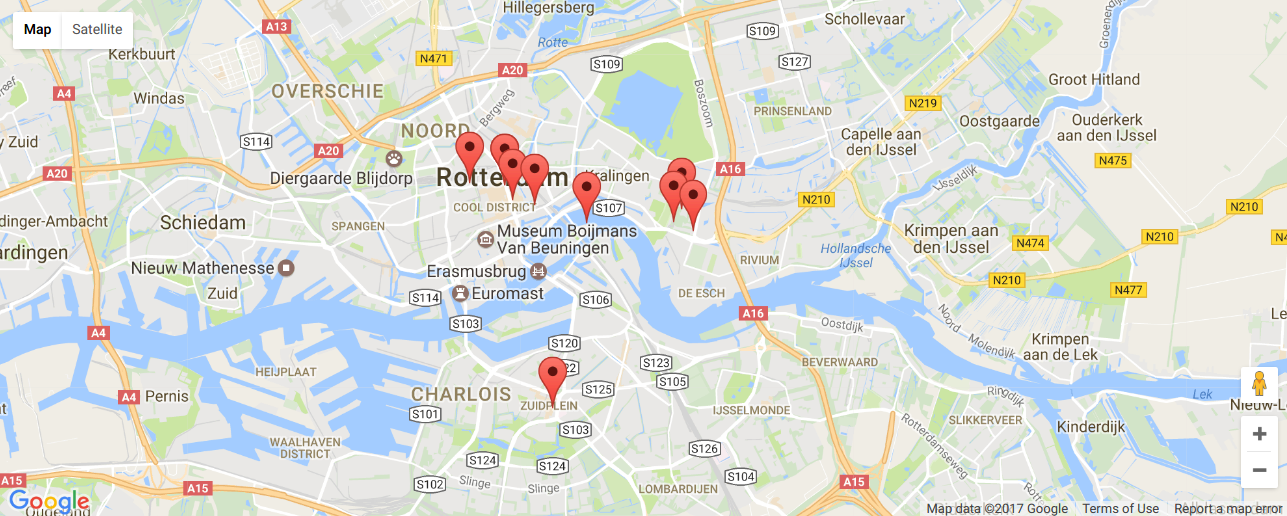 Map Satellite
Hillegersberg
Schollevaar
Groenendijk
A13
S109
Rotte
Kerkbuurt
N471
S109
S127
A20
Groot Hitland
OVERSCHIE
A4
Windas
Bergweg
Boszoom
PRINSENLAND
N219
Oostgaarde
Ouderkerk
aan den IJssel
NOORD
Capelle aan
den IJssel
y Zuid
S114
A20
N475
Diergaarde Blijdorp
A16
A20
Rotterdam
Kralingen
IJsseldijk
N210
COOL DISTRICT
S107
N210
dinger-Ambacht
Schiedam
SPANGEN
Museum Boijmans
Van Beuningen
Krimpen aan
den IJssel
N474
N210
N
ardingen
Hollandsche
IJssel
Nieuw Mathenesse
Erasmusbrug
RIVIUM
N210
Zuid
S114
Euromast
S106
DE ESCH
N477
A16
Le
S103
Oostdijk
Noord
A4
S120
Molendijk
Krimpen
aan de Lek
22
S123
BEVERWAARD
HEIJPLAAT
S105
A4
Pernis
CHARLOIS
S125
Ringdijk
Lek
ZUIDPLEIN
IJSSELMONDE
Nieuw-L
S101
SLIKKERVEER
Kinderdijk
S103
WAALHAVEN
DISTRICT
Rotterdamseweg
S126
S124
S124
S104
A15
A15
S102
Slinge
Slinge
LOMBARDIJEN
A15
Google
Map data ©2017 Google Terms of Use Report a map error